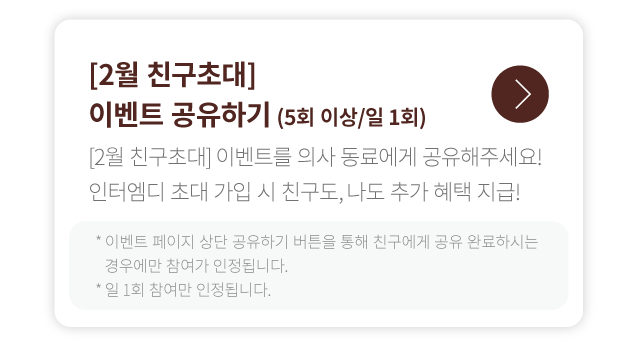 [2월 친구초대]
이벤트 공유하기 (5회 이상/일 1회)
[2월 친구초대] 이벤트를 의사 동료에게 공유해주세요!
인터엠디 초대 가입 시 친구도, 나도 추가 혜택 지급!
* 이벤트 페이지 상단 공유하기 버튼을 통해 친구에게 공유 완료하시는
경우에만 참여가 인정됩니다.
* 일 1회 참여만 인정됩니다.